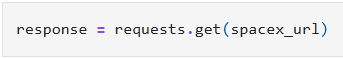 response = requests.get(spacex_url)